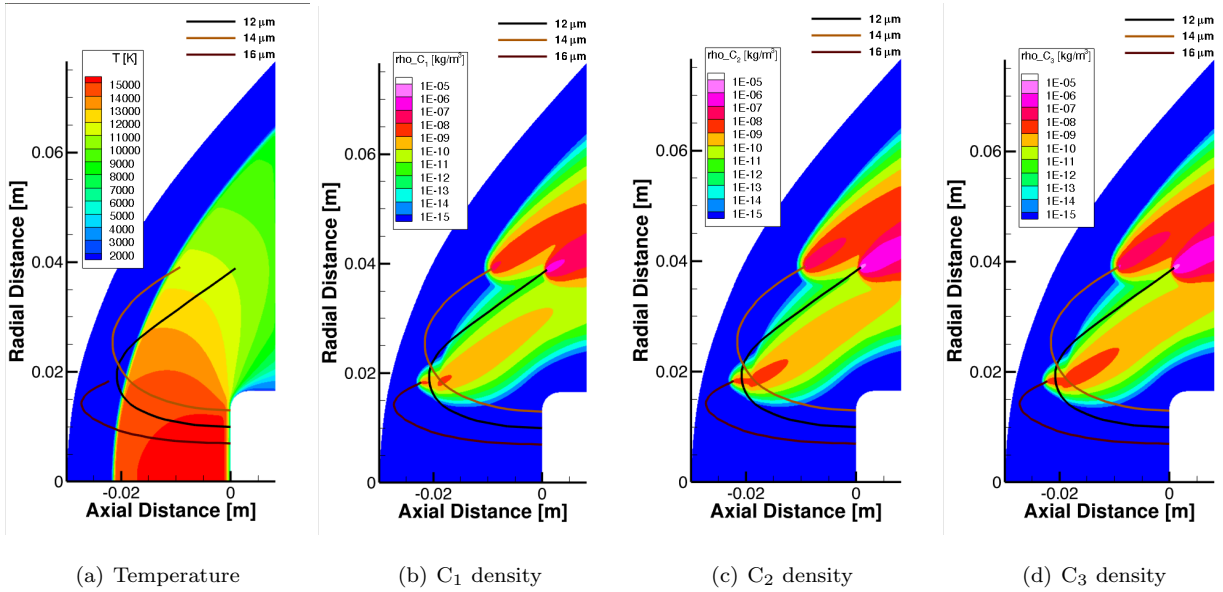 12 μm
14 μm
16 μm
T [K]
15000
14000
13000
12000
11000
10000
9000
8000
7000
6000
5000
4000
3000
2000
0.06
0.04
0.02
0
-0.02
0
Radial Distance [m]
Axial Distance [m]
(a) Temperature
12 μm
14 μm
16 μm
rho_C₁ [kg/m³]
1E-05
1E-06
1E-07
1E-08
1E-09
1E-10
1E-11
1E-12
1E-13
1E-14
1E-15
0.06
0.04
0.02
0
-0.02
0
Radial Distance [m]
Axial Distance [m]
(b) C₁ density
12 μm
14 μm
16 μm
rho_C₂ [kg/m³]
1E-05
1E-06
1E-07
1E-08
1E-09
1E-10
1E-11
1E-12
1E-13
1E-14
1E-15
0.06
0.04
0.02
0
-0.02
0
Radial Distance [m]
Axial Distance [m]
(c) C₂ density
12 μm
14 μm
16 μm
rho_C₃ [kg/m³]
1E-05
1E-06
1E-07
1E-08
1E-09
1E-10
1E-11
1E-12
1E-13
1E-14
1E-15
0.06
0.04
0.02
0
-0.02
0
Radial Distance [m]
Axial Distance [m]
(d) C₃ density